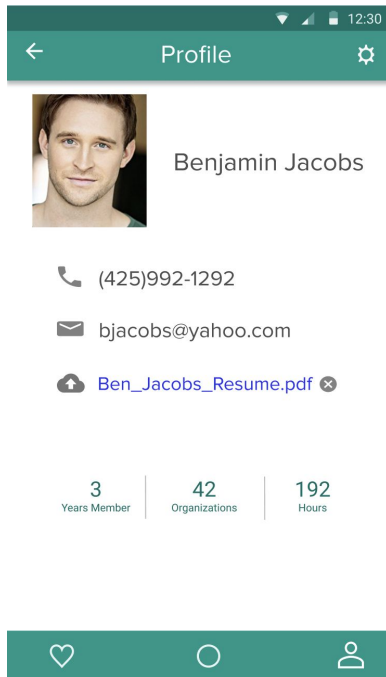 12:30
Profile
Benjamin Jacobs
(425)992-1292
bjacobs@yahoo.com
Ben_Jacobs_Resume.pdf
3 42 192
Years Member Organizations Hours